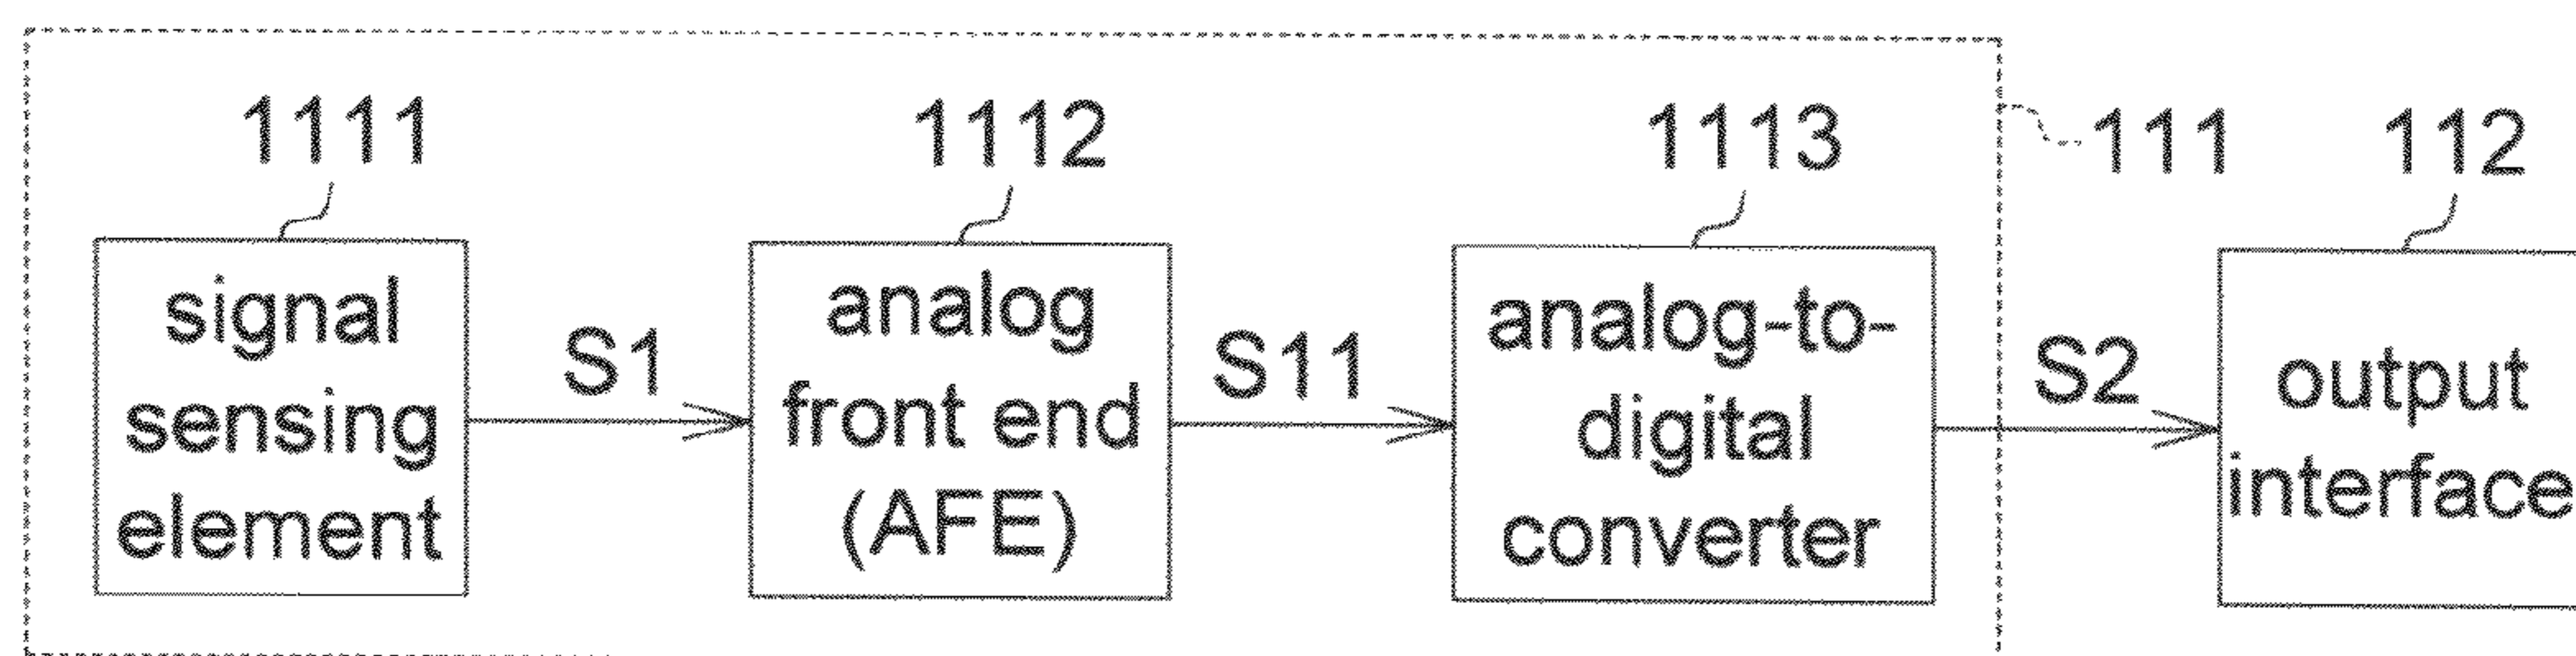 1111
1112
1113
111
112
signal
sensing
element
S1
analog
front end
(AFE)
S11
analog-to-
digital
converter
S2
output
interface